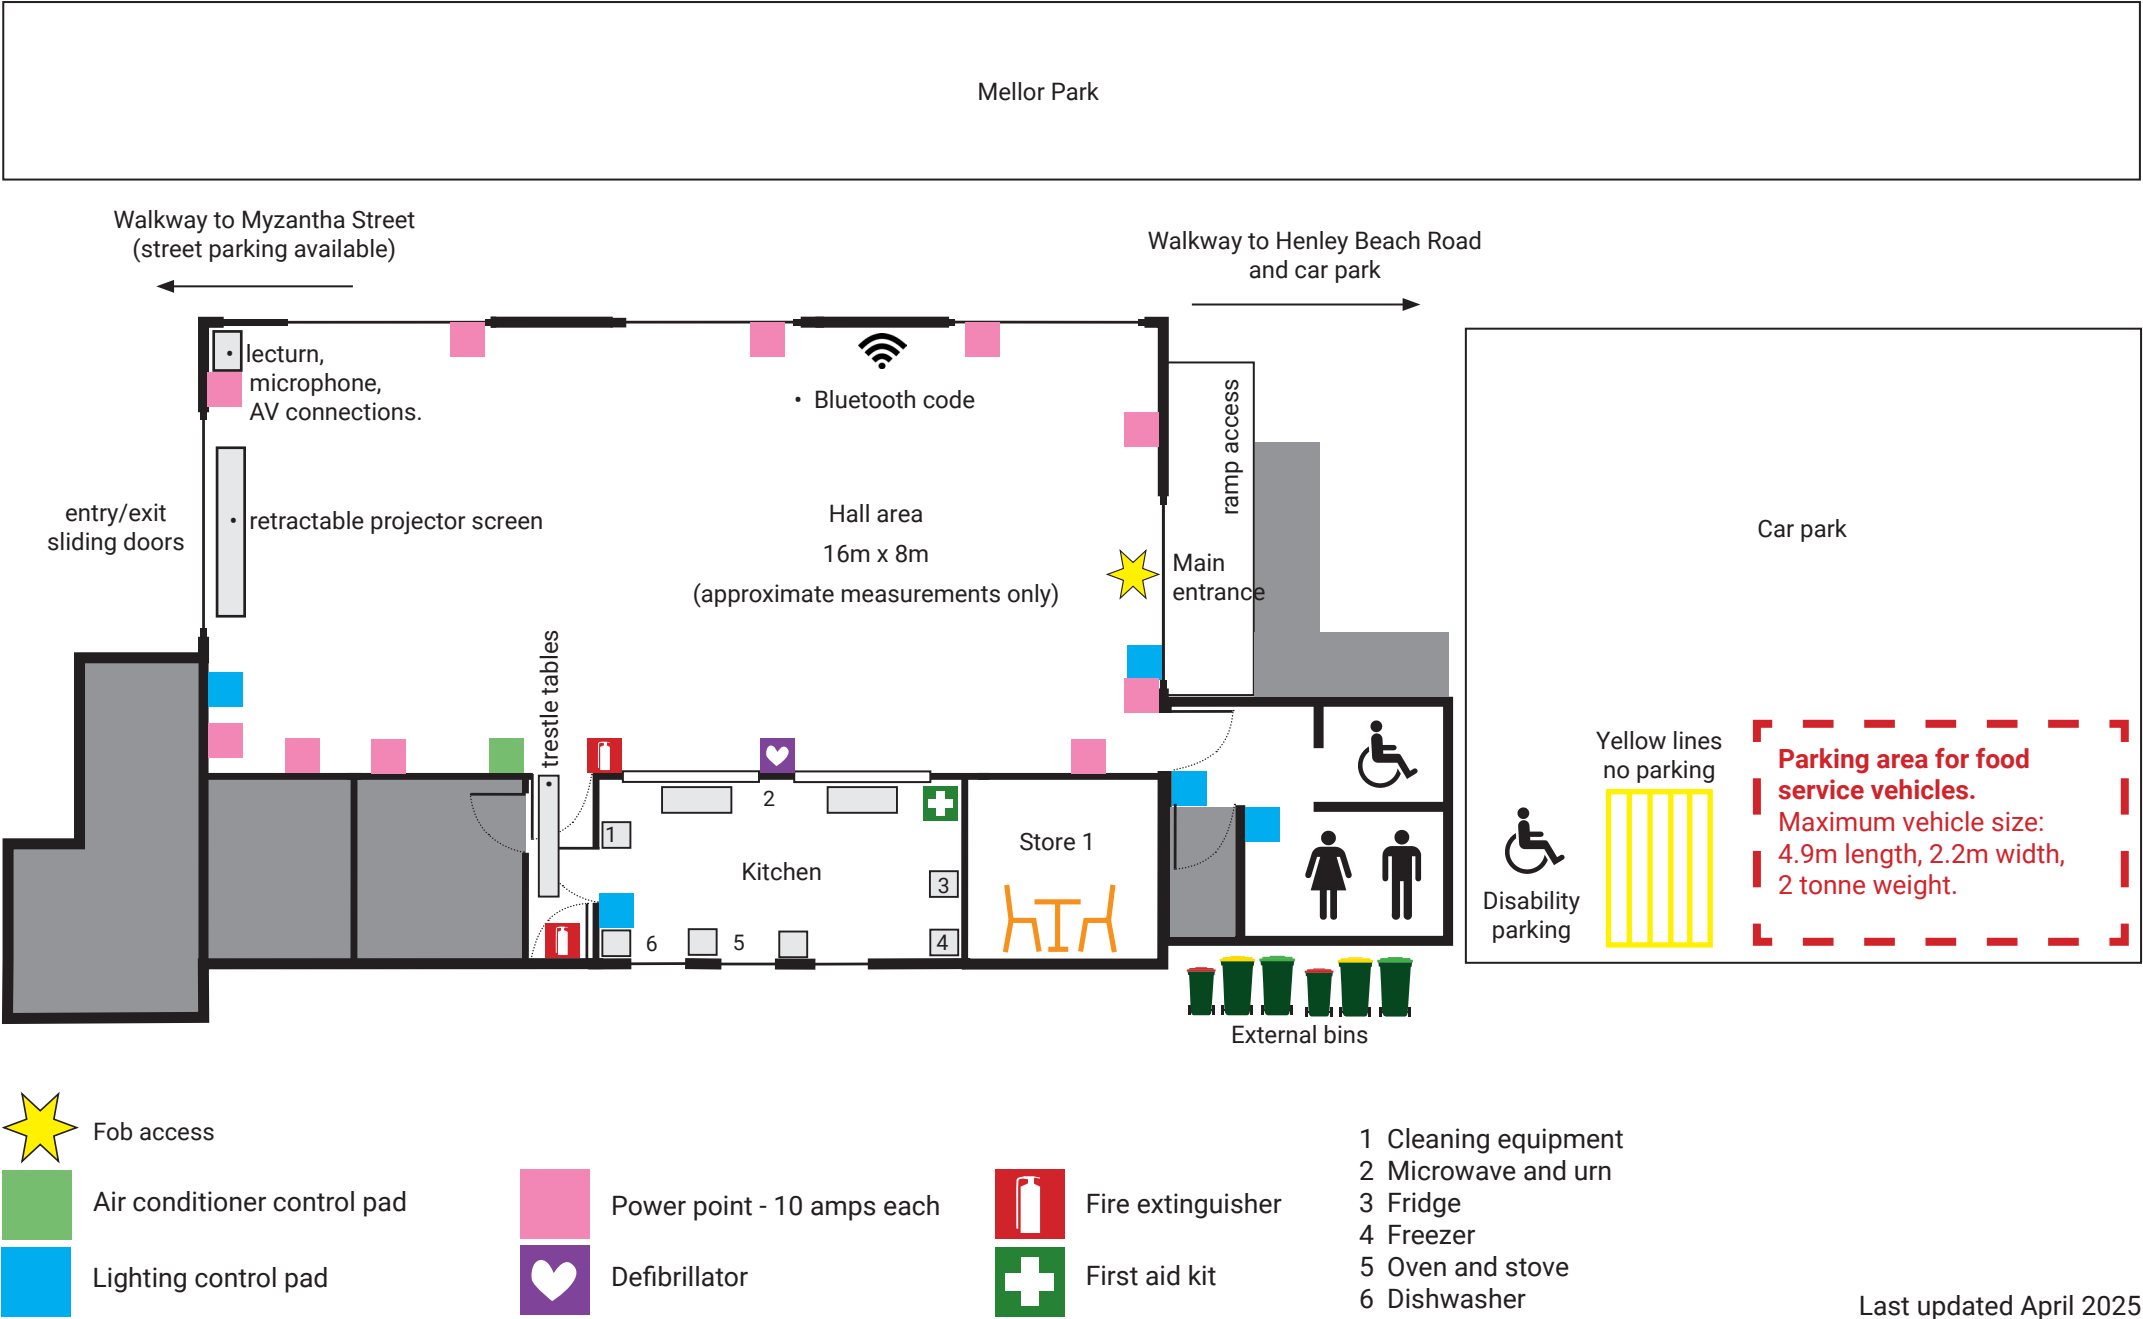 Mellor Park
Walkway to Myzantha Street
(street parking available)
Walkway to Henley Beach Road
and car park
lecturn,
microphone,
AV connections.
• Bluetooth code
ramp access
entry/exit
sliding doors
retractable projector screen
Hall area
16m x 8m
(approximate measurements only)
Main
entrance
Car park
trestle tables
Yellow lines
no parking
Parking area for food
service vehicles.
Maximum vehicle size:
4.9m length, 2.2m width,
2 tonne weight.
Disability
parking
2
1
Kitchen
3
6
5
4
Store 1
External bins
Fob access
Air conditioner control pad
Lighting control pad
Power point - 10 amps each
Defibrillator
Fire extinguisher
First aid kit
1 Cleaning equipment
2 Microwave and urn
3 Fridge
4 Freezer
5 Oven and stove
6 Dishwasher
Last updated April 2025